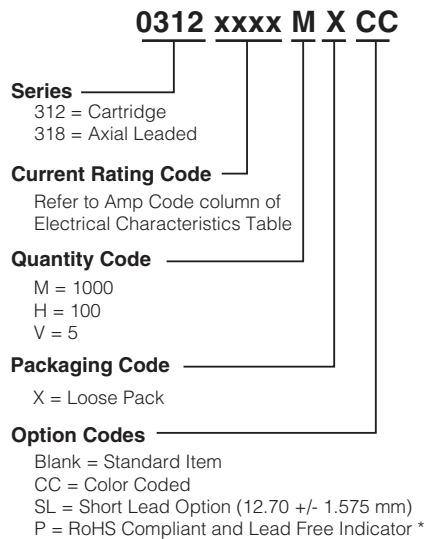 0312 xxxx M X CC
Series
312 = Cartridge
318 = Axial Leaded
Current Rating Code
Refer to Amp Code column of
Electrical Characteristics Table
Quantity Code
M = 1000
H = 100
V = 5
Packaging Code
X = Loose Pack
Option Codes
Blank = Standard Item
CC = Color Coded
SL = Short Lead Option (12.70 +/- 1.575 mm)
P = RoHS Compliant and Lead Free Indicator *